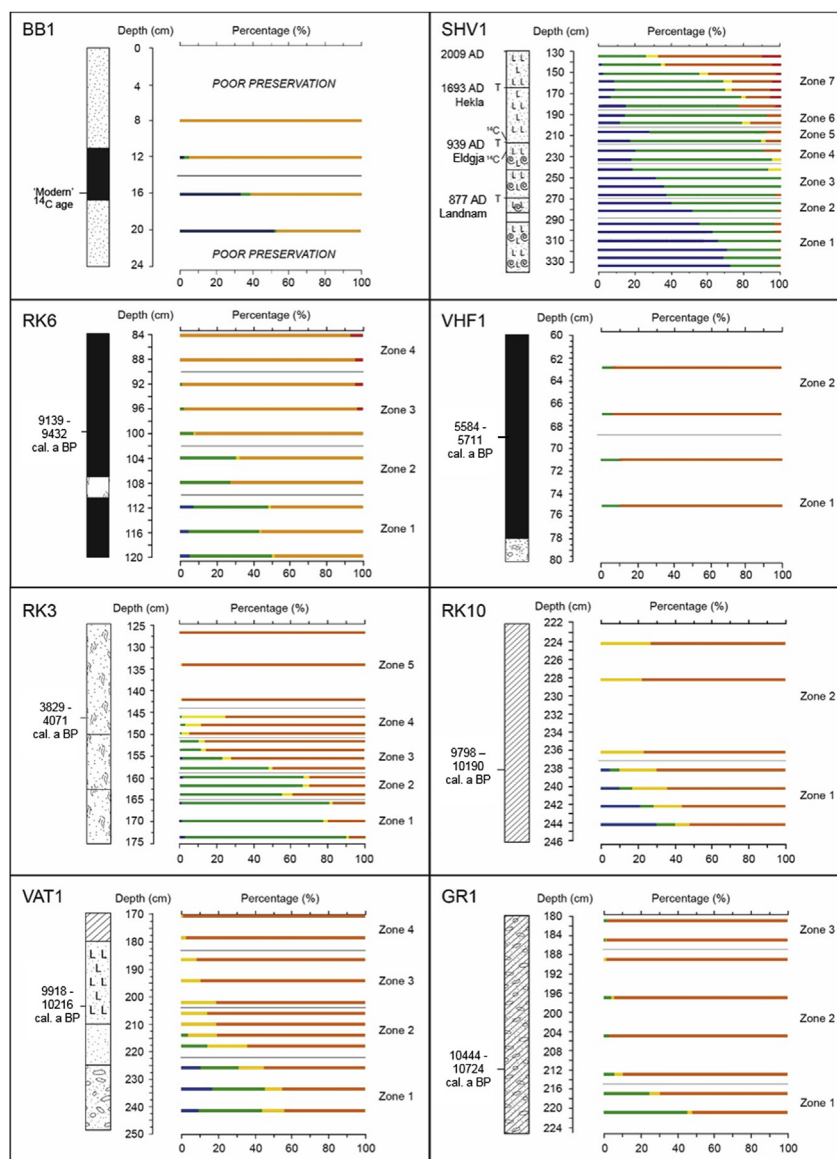 BB1
Depth (cm)
Percentage (%)
0 20 40 60 80 100
0
4
8
12
16
20
24
POOR PRESERVATION
'Modern'
14C age
POOR PRESERVATION
SHV1
Depth (cm)
Percentage (%)
0 20 40 60 80 100
2009 AD
1693 AD
Hekla
T
14C
939 AD
Eldgja
T
14C
877 AD
Landnam
T
L L L L L L L L L L L L L L L L L
130
150
170
190
210
230
250
270
290
310
330
Zone 7
Zone 6
Zone 5
Zone 4
Zone 3
Zone 2
Zone 1
RK6
Depth (cm)
Percentage (%)
84
88
92
96
100
104
108
112
116
120
9139 -
9432
cal. a BP
Zone 4
Zone 3
Zone 2
Zone 1
0 20 40 60 80 100
VHF1
Depth (cm)
Percentage (%)
60
62
64
66
68
70
72
74
76
78
80
5584 -
5711
cal. a BP
Zone 2
Zone 1
0 20 40 60 80 100
RK3
Depth (cm)
Percentage (%)
125
130
135
140
145
150
155
160
165
170
175
3829 -
4071
cal. a BP
Zone 5
Zone 4
Zone 3
Zone 2
Zone 1
0 20 40 60 80 100
RK10
Depth (cm)
Percentage (%)
222
224
226
228
230
232
234
236
238
240
242
244
246
9798 –
10190
cal. a BP
Zone 2
Zone 1
0 20 40 60 80 100
VAT1
Depth (cm)
Percentage (%)
170
180
190
200
210
220
230
240
250
L L
L
L L
L
L L
9918 -
10216
cal. a BP
Zone 4
Zone 3
Zone 2
Zone 1
0 20 40 60 80 100
GR1
Depth (cm)
Percentage (%)
180
184
188
192
196
200
204
208
212
216
220
224
10444 -
10724
cal. a BP
Zone 3
Zone 2
Zone 1
0 20 40 60 80 100